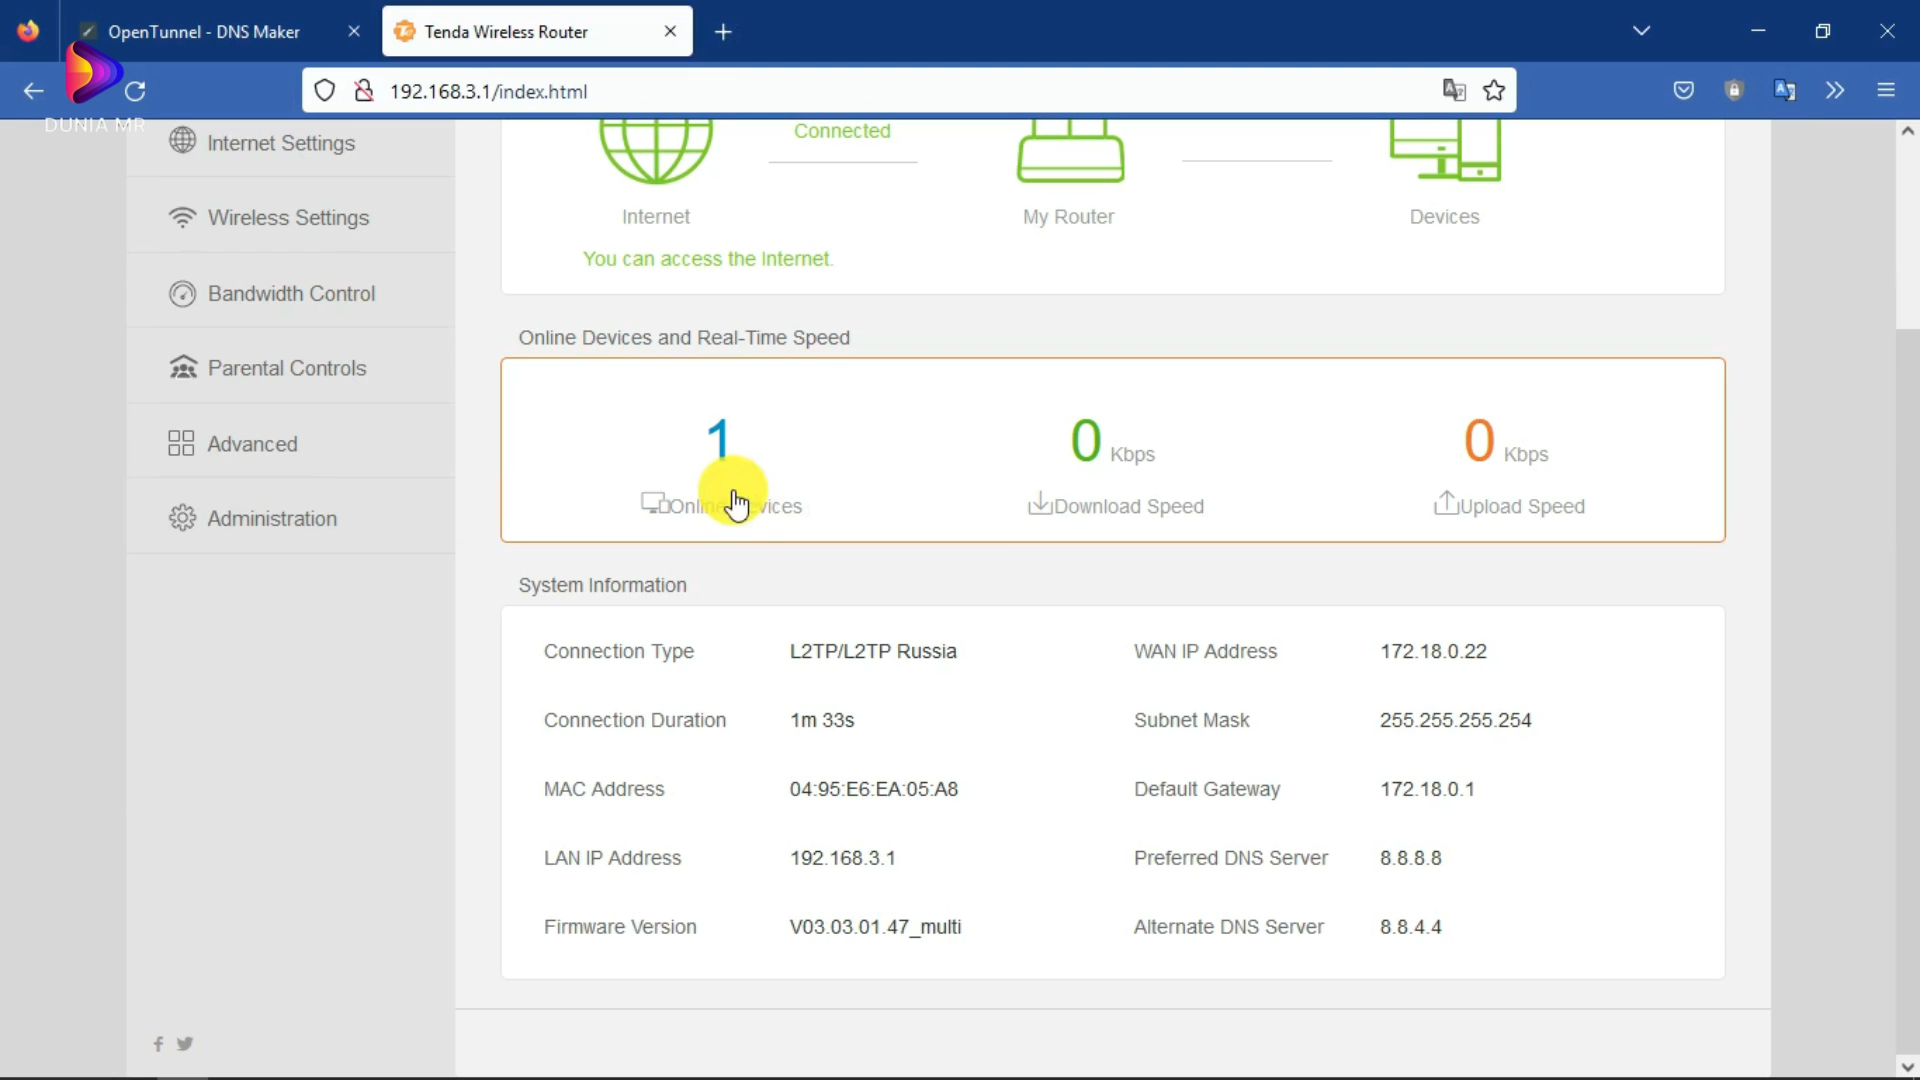 OpenTunnel - DNS Maker
Tenda Wireless Router
192.168.3.1/index.html
DUNIA MR
Internet Settings
Wireless Settings
Bandwidth Control
Parental Controls
Advanced
Administration
Connected
Internet
My Router
Devices
You can access the Internet.
Online Devices and Real-Time Speed
1
0 Kbps
0 Kbps
Download Speed
Upload Speed
System Information
Connection Type L2TP/L2TP Russia WAN IP Address 172.18.0.22
Connection Duration 1m 33s Subnet Mask 255.255.255.254
MAC Address 04:95:E6:EA:05:A8 Default Gateway 172.18.0.1
LAN IP Address 192.168.3.1 Preferred DNS Server 8.8.8.8
Firmware Version V03.03.01.47_multi Alternate DNS Server 8.8.4.4